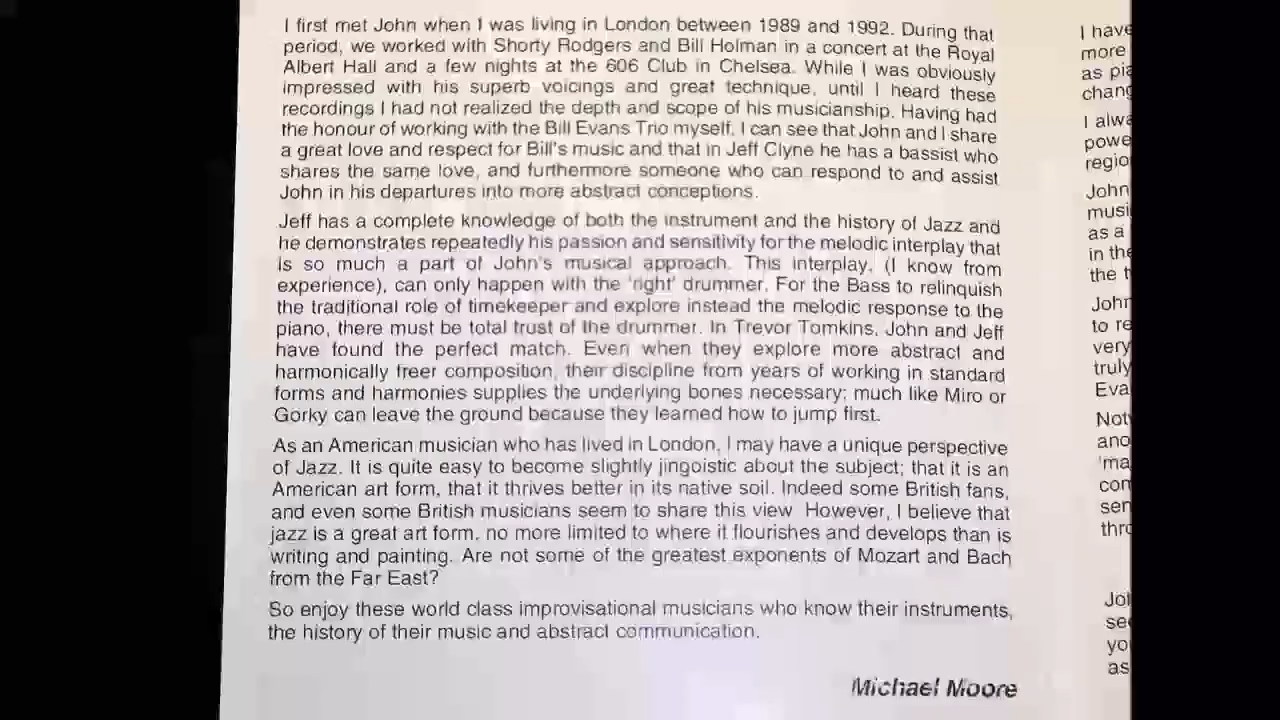 I first met John when I was living in London between 1989 and 1992. During that
period, we worked with Shorty Rodgers and Bill Holman in a concert at the Royal
Albert Hall and a few nights at the 606 Club in Chelsea. While I was obviously
impressed with his superb voicings and great technique, until I heard these
recordings I had not realized the depth and scope of his musicianship. Having had
the honour of working with the Bill Evans Trio myself, I can see that John and I share
a great love and respect for Bill's music and that in Jeff Clyne he has a bassist who
shares the same love, and furthermore someone who can respond to and assist
John in his departures into more abstract conceptions.
Jeff has a complete knowledge of both the instrument and the history of Jazz and
he demonstrates repeatedly his passion and sensitivity for the melodic interplay that
is so much a part of John's musical approach. This interplay, (I know from
experience), can only happen with the 'right' drummer. For the Bass to relinquish
the traditional role of timekeeper and explore instead the melodic response to the
piano, there must be total trust of the drummer. In Trevor Tomkins, John and Jeff
have found the perfect match. Even when they explore more abstract and
harmonically freer composition, their discipline from years of working in standard
forms and harmonies supplies the underlying bones necessary; much like Miro or
Gorky can leave the ground because they learned how to jump first.
As an American musician who has lived in London, I may have a unique perspective
of Jazz. It is quite easy to become slightly jingoistic about the subject; that it is an
American art form, that it thrives better in its native soil. Indeed some British fans,
and even some British musicians seem to share this view However, I believe that
jazz is a great art form, no more limited to where it flourishes and develops than is
writing and painting. Are not some of the greatest exponents of Mozart and Bach
from the Far East?
So enjoy these world class improvisational musicians who know their instruments,
the history of their music and abstract communication.
Michael Moore
I have
more
as
I
John
as a
in the
the
to
very
truly